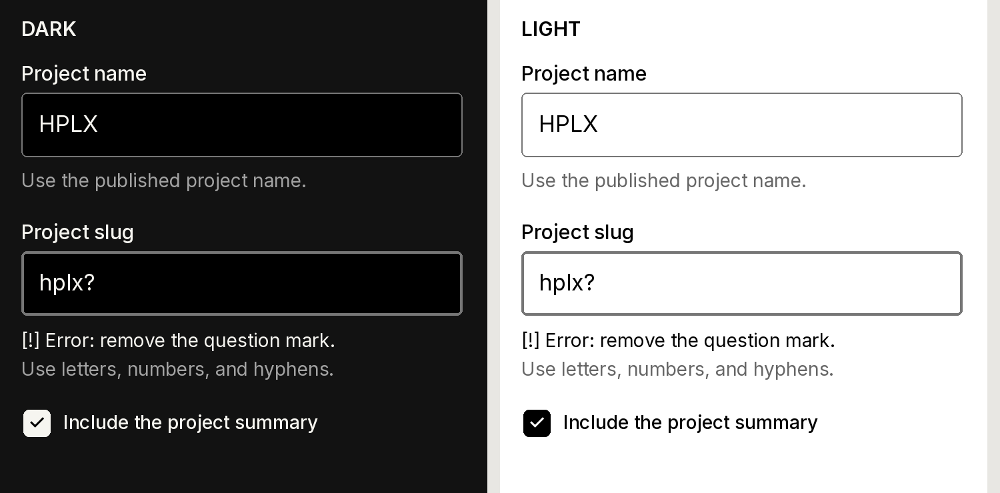 DARK
Project name
HPLX
Use the published project name.
Project slug
hplx?
[!] Error: remove the question mark.
Use letters, numbers, and hyphens.
Include the project summary
LIGHT
Project name
HPLX
Use the published project name.
Project slug
hplx?
[!] Error: remove the question mark.
Use letters, numbers, and hyphens.
Include the project summary